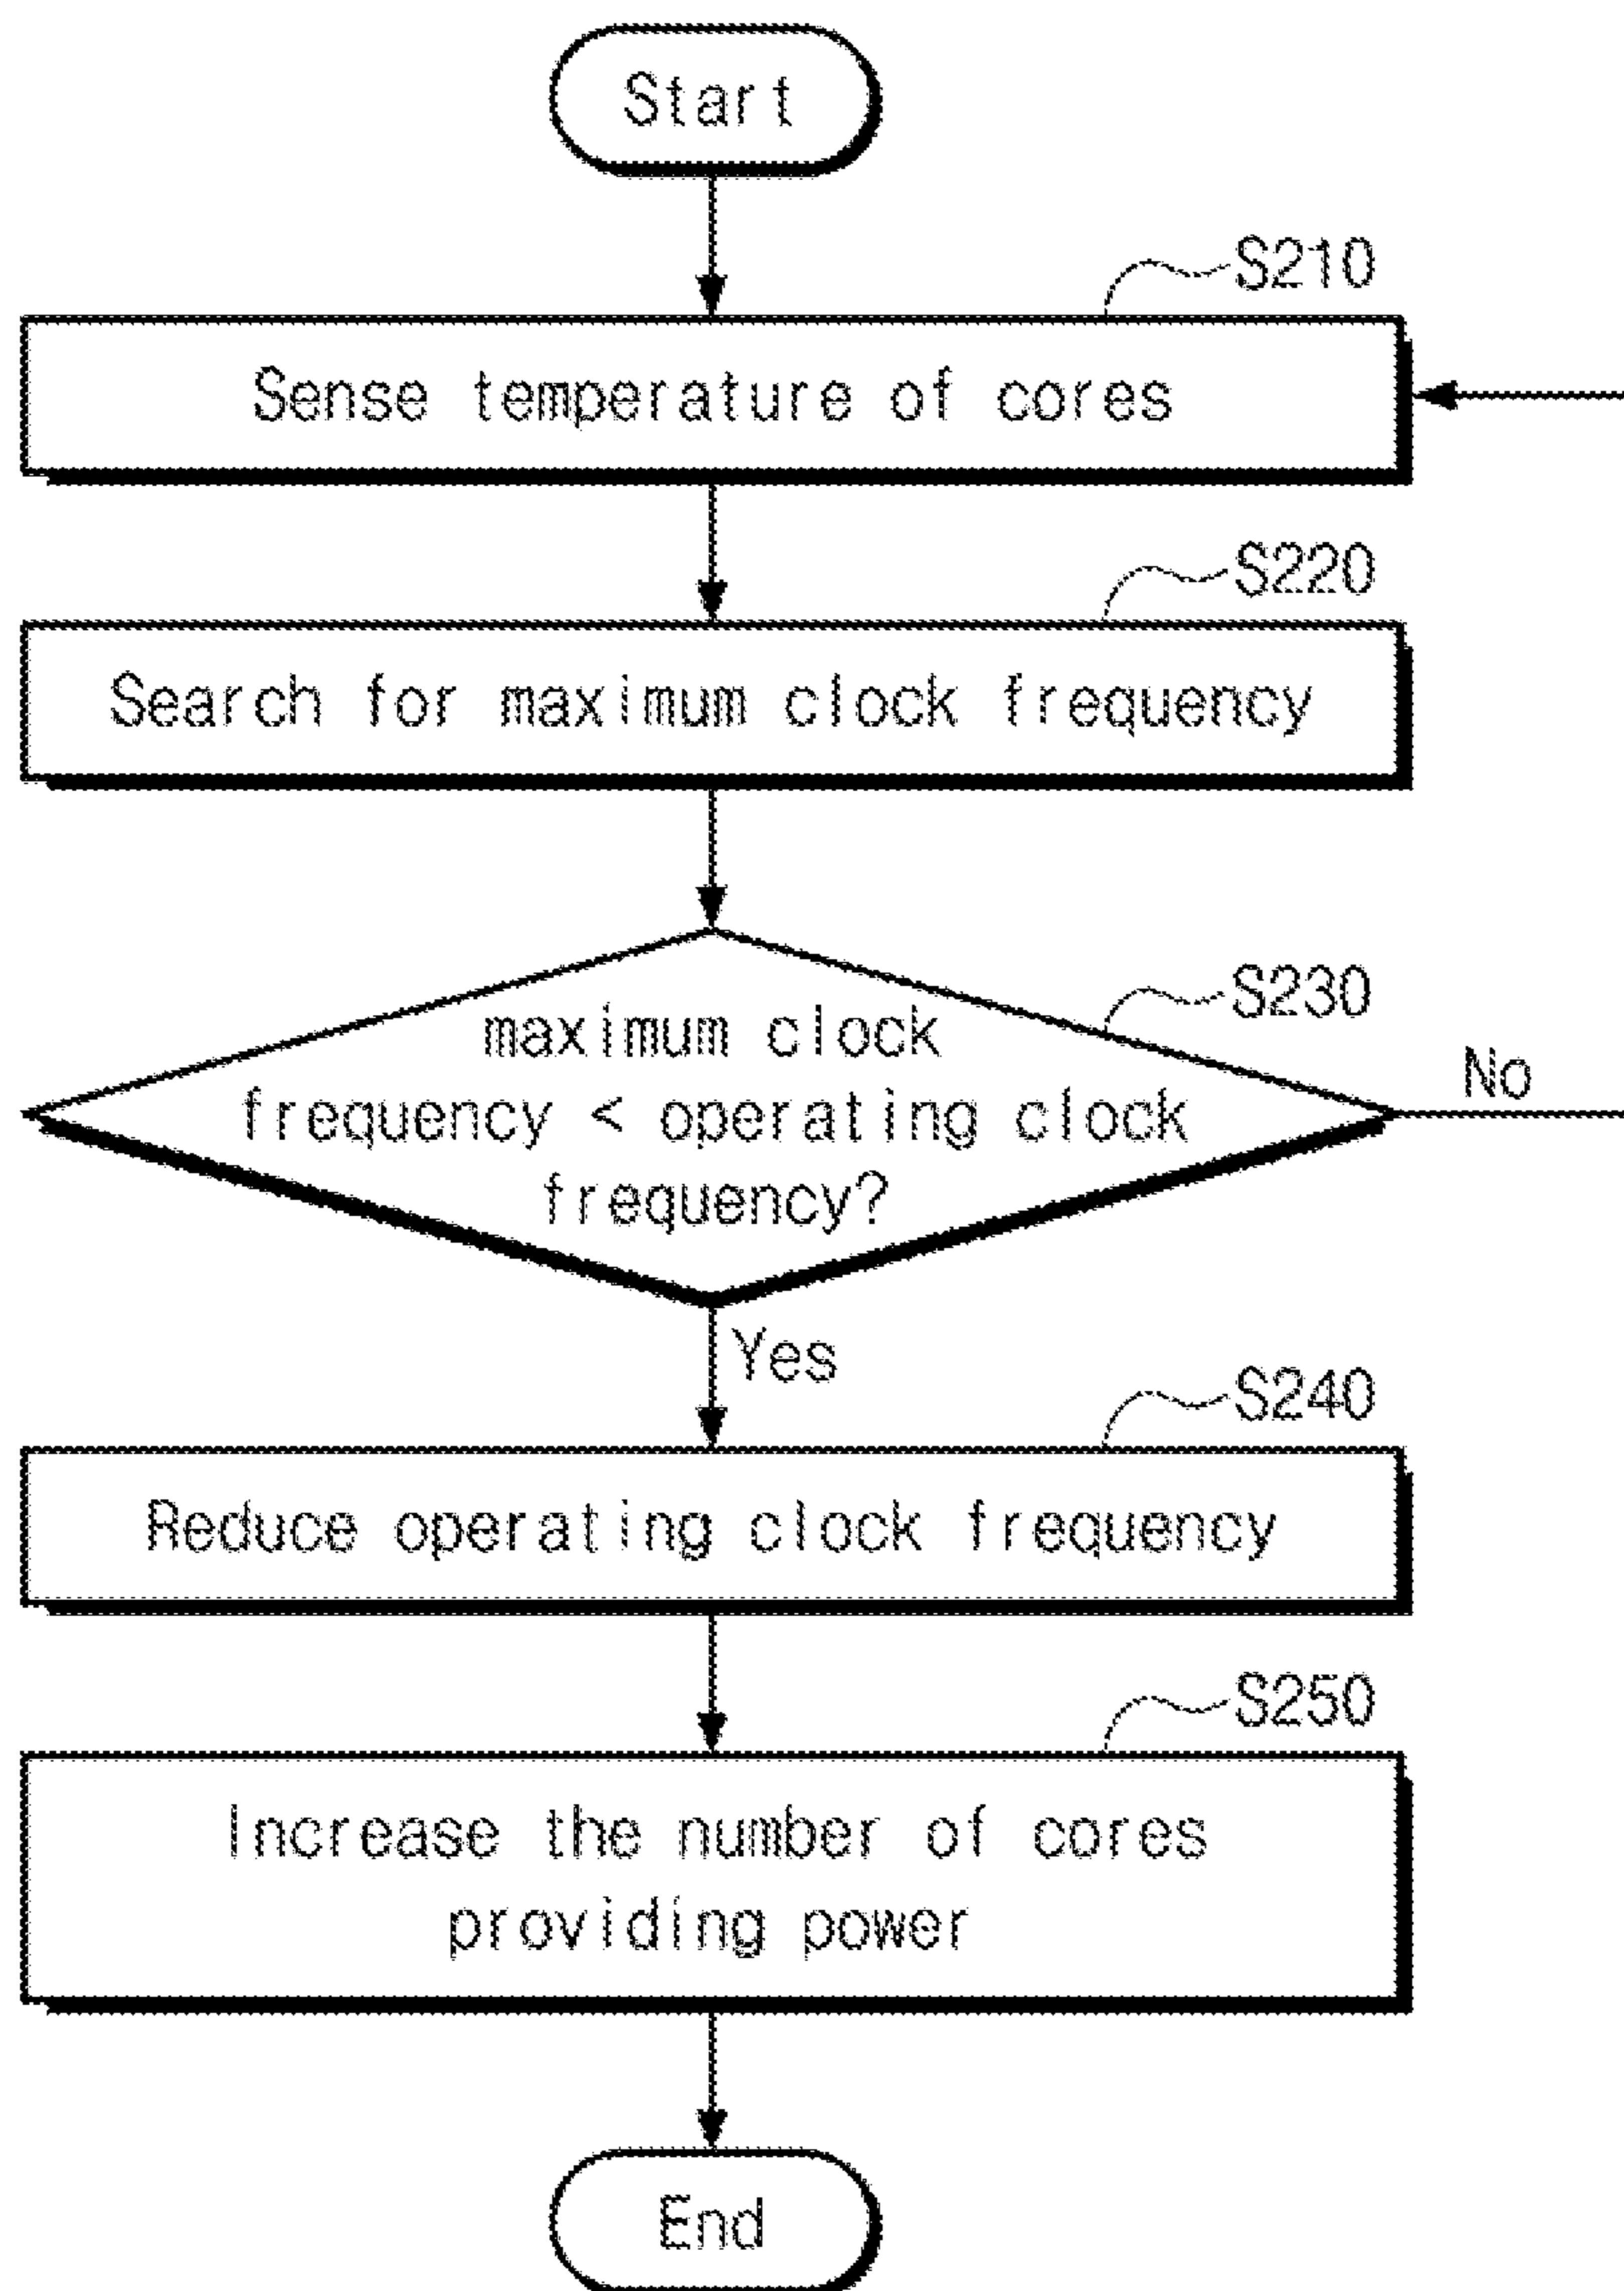 Start
S210
Sense temperature of cores
S220
Search for maximum clock frequency
S230
maximum clock
frequency < operating clock
frequency?
No
Yes
S240
Reduce operating clock frequency
S250
Increase the number of cores
providing power
End